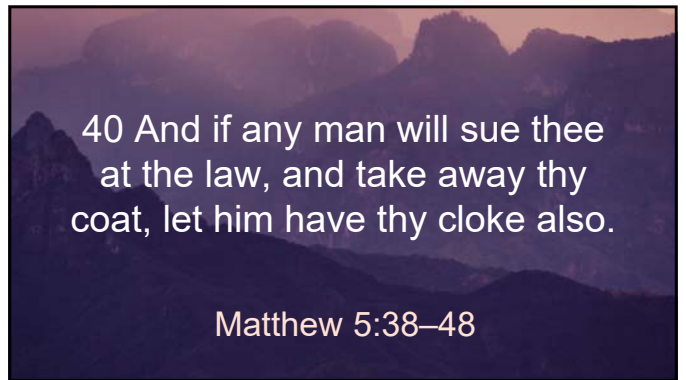 40 And if any man will sue thee
at the law, and take away thy
coat, let him have thy cloke also.
Matthew 5:38–48